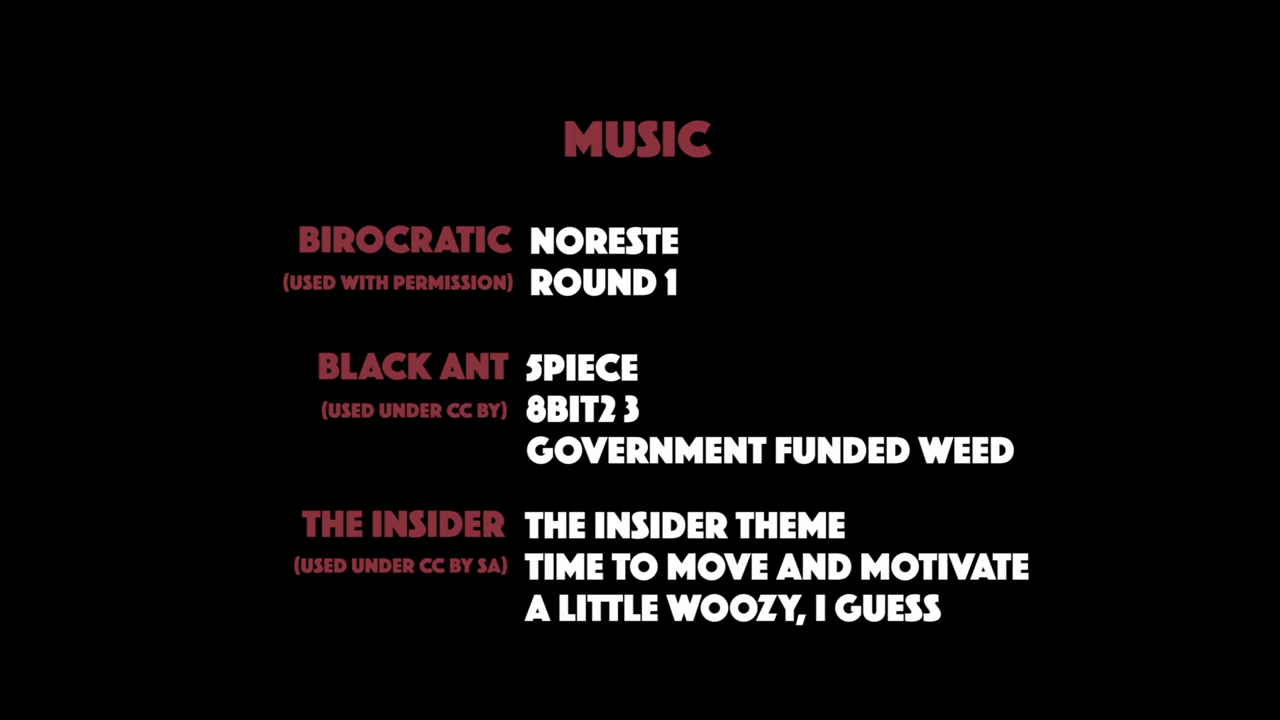 MUSIC
BIROCRATIC NORESTE
(USED WITH PERMISSION) ROUND 1
BLACK ANT 5PIECE
(USED UNDER CC BY) 8BIT2 3
GOVERNMENT FUNDED WEED
THE INSIDER THE INSIDER THEME
(USED UNDER CC BY SA) TIME TO MOVE AND MOTIVATE
A LITTLE WOOZY, I GUESS